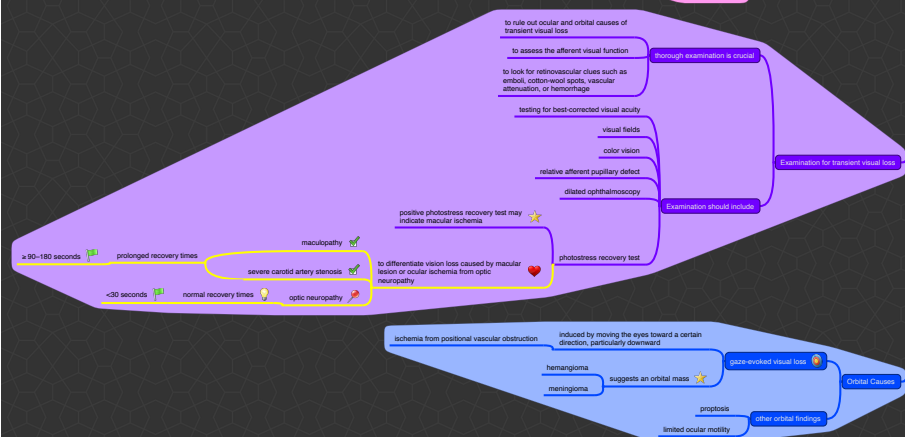 to rule out ocular and orbital causes of
transient visual loss
to assess the afferent visual function
thorough examination is crucial
to look for retinovascular clues such as
emboli, cotton-wool spots, vascular
attenuation, or hemorrhage
testing for best-corrected visual acuity
visual fields
color vision
Examination for transient visual loss
relative afferent pupillary defect
dilated ophthalmoscopy
Examination should include
positive photostress recovery test may
indicate macular ischemia
maculopathy
≥ 90–180 seconds
prolonged recovery times
photostress recovery test
to differentiate vision loss caused by macular
lesion or ocular ischemia from optic
neuropathy
severe carotid artery stenosis
<30 seconds
normal recovery times
optic neuropathy
ischemia from positional vascular obstruction
induced by moving the eyes toward a certain
direction, particularly downward
gaze-evoked visual loss
hemangioma
suggests an orbital mass
meningioma
Orbital Causes
proptosis
other orbital findings
limited ocular motility